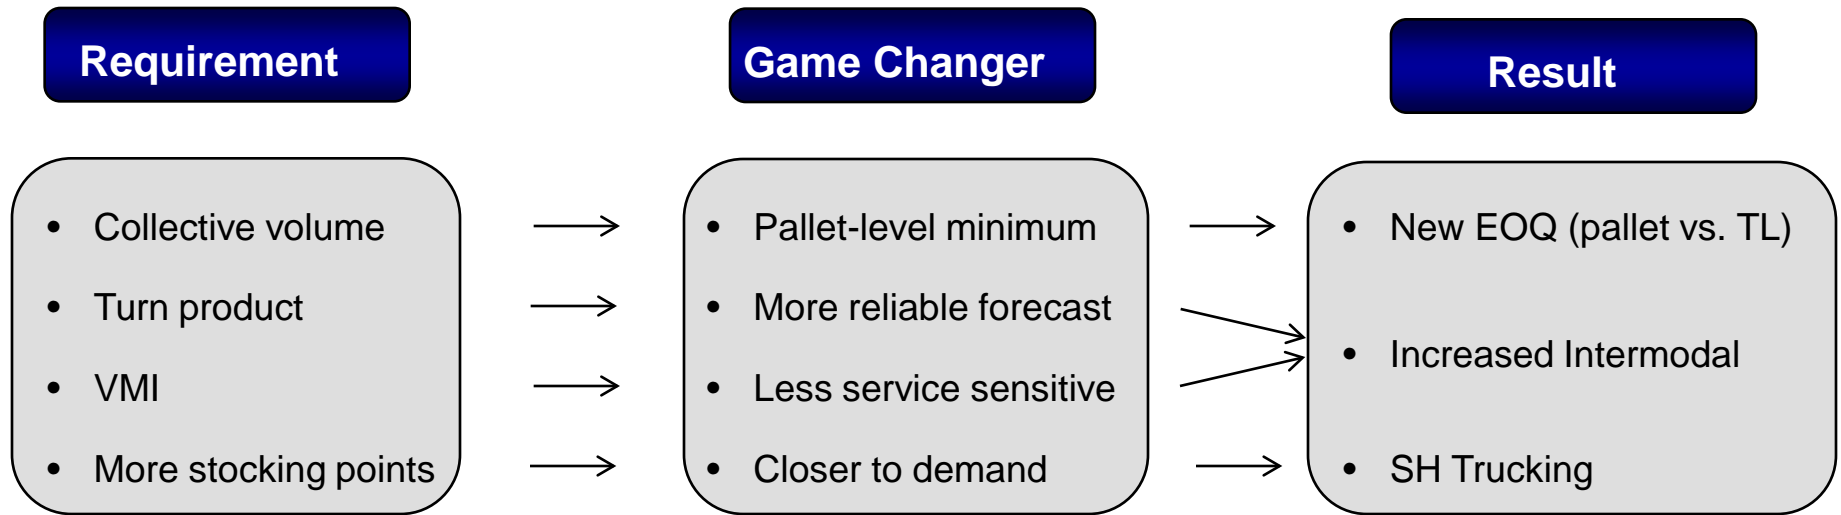 Requirement
Game Changer
Result
• Collective volume
• Turn product
• VMI
• More stocking points
• Pallet-level minimum
• More reliable forecast
• Less service sensitive
• Closer to demand
• New EOQ (pallet vs. TL)
• Increased Intermodal
• SH Trucking